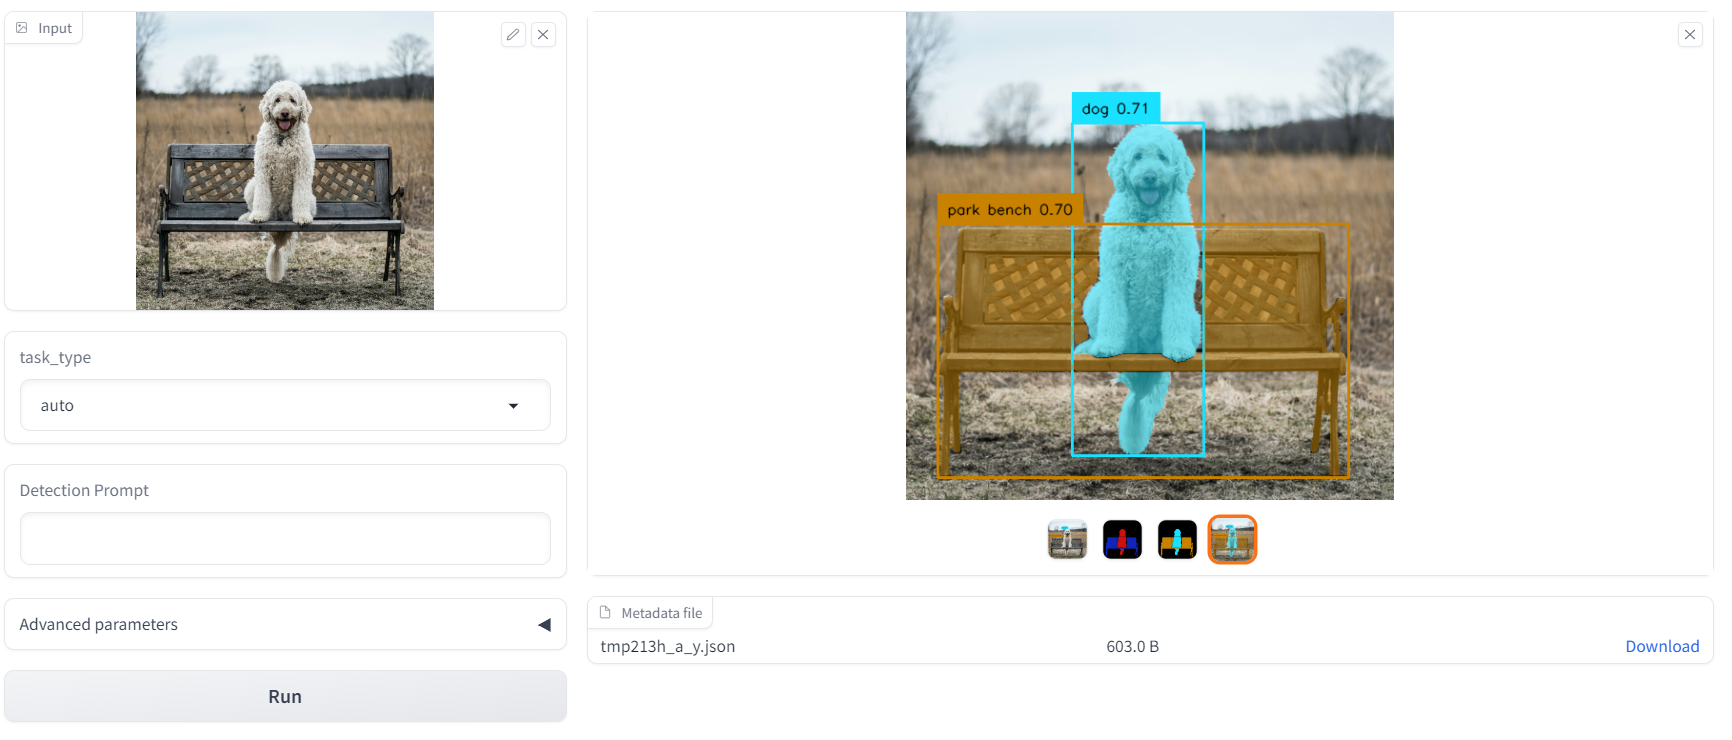 Input
task_type
auto
Detection Prompt
Advanced parameters
Run
dog 0.71
park bench 0.70
Metadata file
tmp213h_a_y.json 603.0 B Download